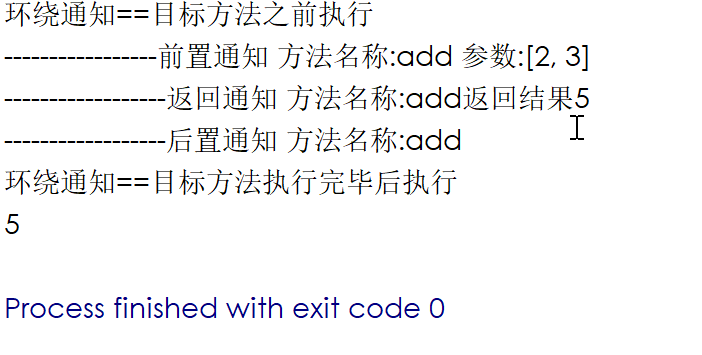 环绕通知==目标方法之前执行
-----------------前置通知 方法名称:add 参数:[2, 3]
------------------返回通知 方法名称:add返回结果5
------------------后置通知 方法名称:add
环绕通知==目标方法执行完毕后执行
5
Process finished with exit code 0